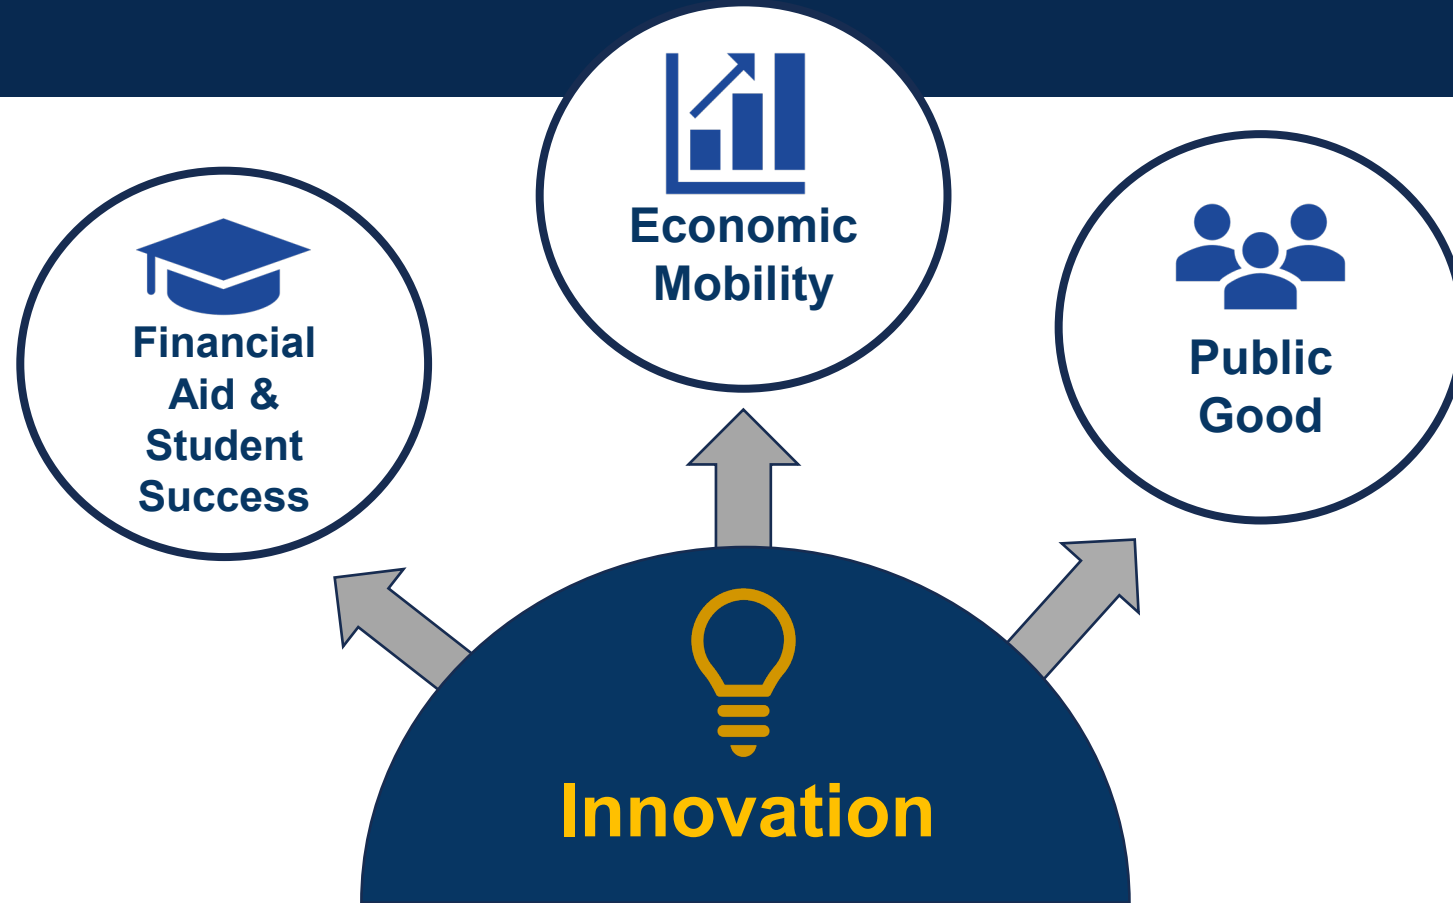 Financial
Aid &
Student
Success
Economic
Mobility
Public
Good
Innovation